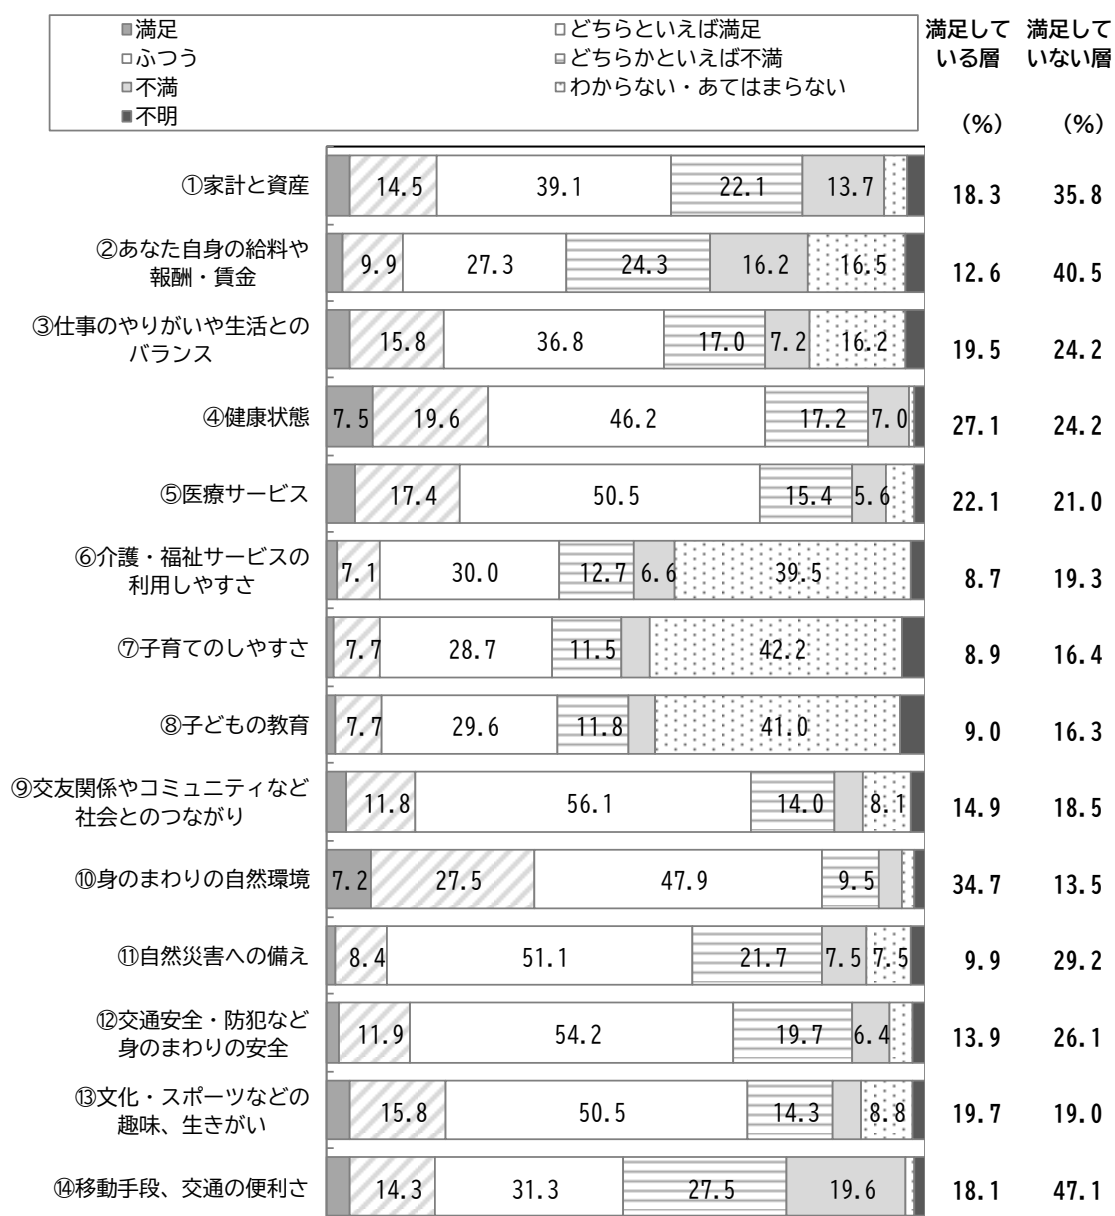 ■満足
□どちらといえば満足
□ふつう
□どちらかといえば不満
□不満
□わからない・あてはまらない
■不明
満足して
いる層
満足して
いない層
(%)
(%)
①家計と資産
14.5 39.1 22.1 13.7 18.3 35.8
②あなた自身の給料や
報酬・賃金
9.9 27.3 24.3 16.2 16.5 12.6 40.5
③仕事のやりがいや生活との
バランス
15.8 36.8 17.0 7.2 16.2 19.5 24.2
④健康状態
7.5 19.6 46.2 17.2 7.0 27.1 24.2
⑤医療サービス
17.4 50.5 15.4 5.6 22.1 21.0
⑥介護・福祉サービスの
利用しやすさ
7.1 30.0 12.7 6.6 39.5 8.7 19.3
⑦子育てのしやすさ
7.7 28.7 11.5 42.2 8.9 16.4
⑧子どもの教育
7.7 29.6 11.8 41.0 9.0 16.3
⑨交友関係やコミュニティなど
社会とのつながり
11.8 56.1 14.0 8.1 14.9 18.5
⑩身のまわりの自然環境
7.2 27.5 47.9 9.5 34.7 13.5
⑪自然災害への備え
8.4 51.1 21.7 7.5 7.5 9.9 29.2
⑫交通安全・防犯など
身のまわりの安全
11.9 54.2 19.7 6.4 13.9 26.1
⑬文化・スポーツなどの
趣味、生きがい
15.8 50.5 14.3 8.8 19.7 19.0
⑭移動手段、交通の便利さ
14.3 31.3 27.5 19.6 18.1 47.1